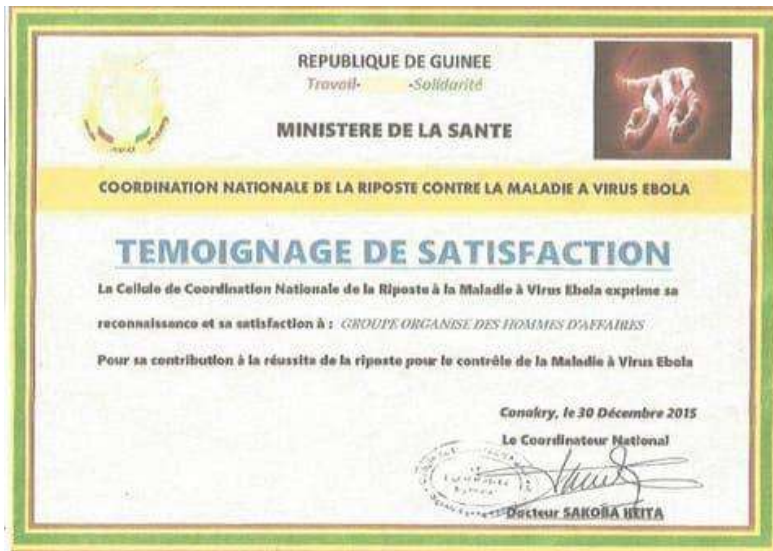 REPUBLIQUE DE GUINEE
Travail- -Solidarité
MINISTERE DE LA SANTE
COORDINATION NATIONALE DE LA RIPOSTE CONTRE LA MALADIE A VIRUS EBOLA
TEMOIGNAGE DE SATISFACTION
La Cellule de Coordination Nationale de la Riposte à la Maladie à Virus Ebola exprime sa
reconnaissance et sa satisfaction à : GROUPE ORGANISE DES HOMMES D'AFFAIRES
Pour sa contribution à la réussite de la riposte pour le contrôle de la Maladie à Virus Ebola
Conakry, le 30 Décembre 2015
Le Coordinateur National
Docteur SAKOBA KEITA